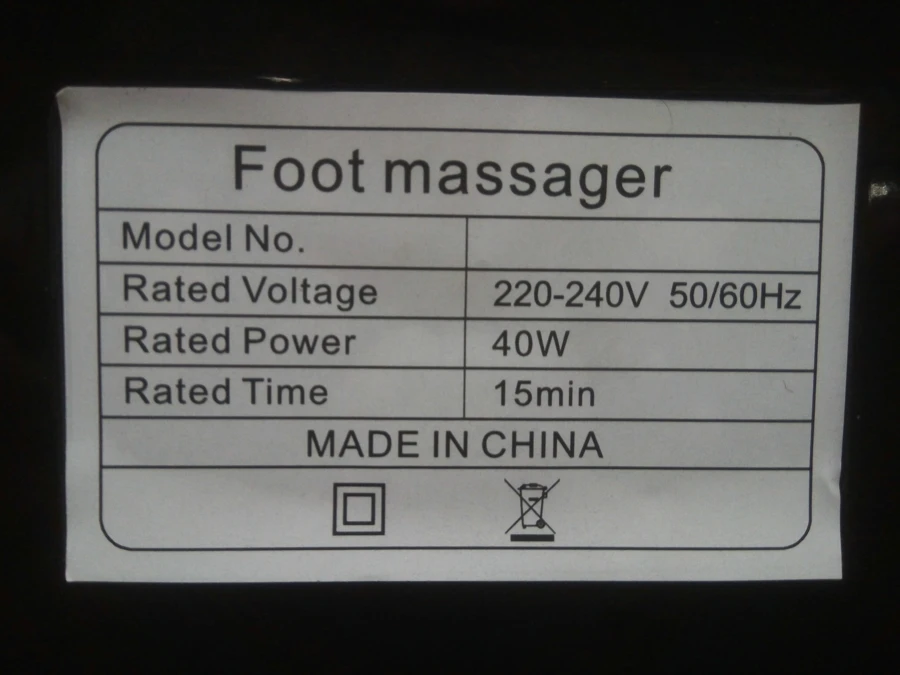 Foot massager
Model No.
Rated Voltage 220-240V 50/60Hz
Rated Power 40W
Rated Time 15min
MADE IN CHINA